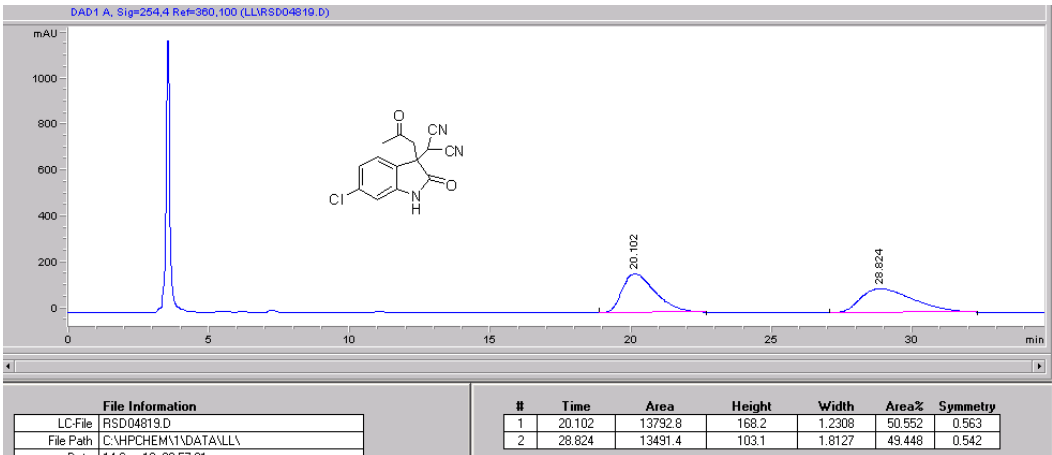 DAD1 A, Sig=254,4 Ref=360,100 (LL\RSD04819.D)
mAU
1000
800
600
400
200
0
O
CN
CN
O
Cl
N
H
20.102
28.824
0 5 10 15 20 25 30 min
File Information
LC-File RSD04819.D
File Path C:\HPCHEM\1\DATA\LL\
# Time Area Height Width Area% Symmetry
1 20.102 13792.8 168.2 1.2308 50.552 0.563
2 28.824 13491.4 103.1 1.8127 49.448 0.542